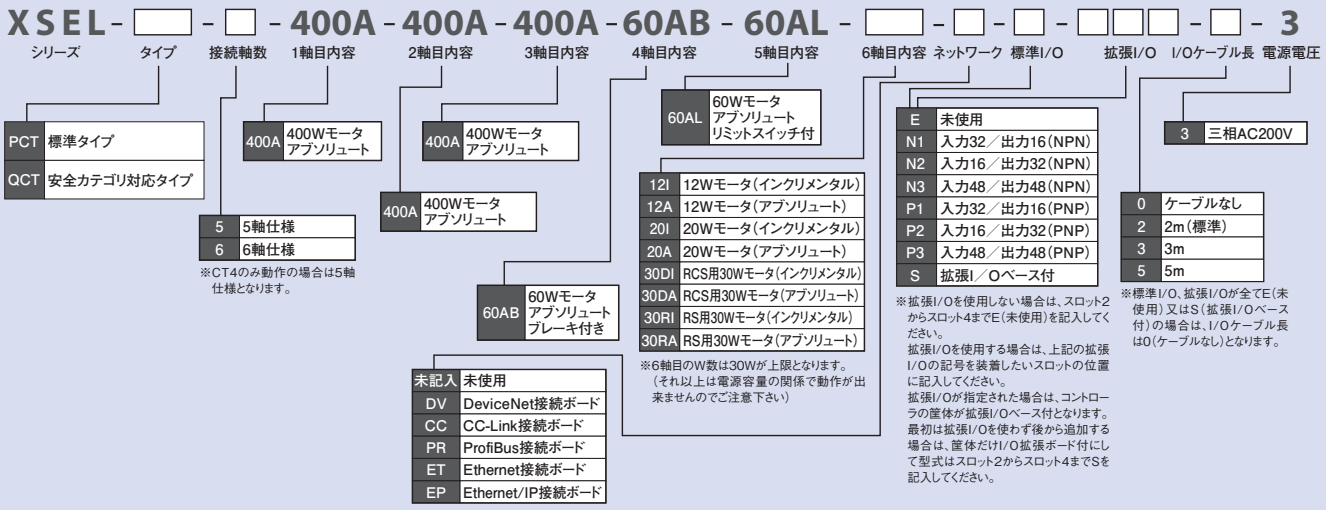 XSEL- - - 400A - 400A - 400A - 60AB - 60AL - - - - - - 3
シリーズ タイプ 接続軸数 1軸目内容 2軸目内容 3軸目内容 4軸目内容 5軸目内容 6軸目内容 ネットワーク 標準I/O 拡張I/O I/Oケーブル長 電源電圧
PCT 標準タイプ
QCT 安全カテゴリ対応タイプ
5 5軸仕様
6 6軸仕様
※CT4のみ動作の場合は5軸
仕様となります。
400A 400Wモータ
アブソリュート
400A 400Wモータ
アブソリュート
400A 400Wモータ
アブソリュート
60AB 60Wモータ
アブソリュート
ブレーキ付き
60AL 60Wモータ
アブソリュート
リミットスイッチ付
12I 12Wモータ(インクリメンタル)
12A 12Wモータ(アブソリュート)
20I 20Wモータ(インクリメンタル)
20A 20Wモータ(アブソリュート)
30DI RCS用30Wモータ(インクリメンタル)
30DA RCS用30Wモータ(アブソリュート)
30RI RS用30Wモータ(インクリメンタル)
30RA RS用30Wモータ(アブソリュート)
※6軸目のW数は30Wが上限となります。
(それ以上は電源容量の関係で動作が出
来ませんのでご注意下さい)
未記入 未使用
DV DeviceNet接続ボード
CC CC-Link接続ボード
PR ProfiBus接続ボード
ET Ethernet接続ボード
EP Ethernet/IP接続ボード
E 未使用
N1 入力32/出力16(NPN)
N2 入力16/出力32(NPN)
N3 入力48/出力48(NPN)
P1 入力32/出力16(PNP)
P2 入力16/出力32(PNP)
P3 入力48/出力48(PNP)
S 拡張I/Oベース付
※拡張I/Oを使用しない場合は、スロット2
からスロット4までE(未使用)を記入してく
ださい。
拡張I/Oを使用する場合は、上記の拡張
I/Oの記号を装着したいスロットの位置
に記入してください。
拡張I/Oが指定された場合は、コントロー
ラの筐体が拡張I/Oベース付となります。
最初は拡張I/Oを使わず後から追加する
場合は、筐体だけI/O拡張ボード付にし
て型式はスロット2からスロット4までSを
記入してください。
3 三相AC200V
0 ケーブルなし
2 2m(標準)
3 3m
5 5m
※標準I/O、拡張I/Oが全てE(未
使用)又はS(拡張I/Oベース
付)の場合は、I/Oケーブル長
は0(ケーブルなし)となります。